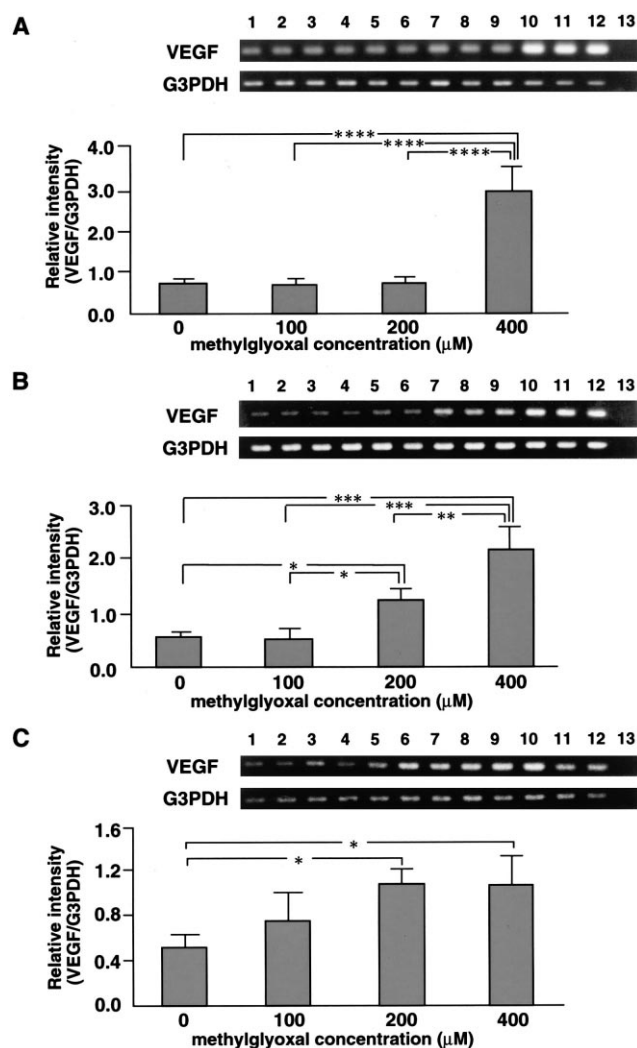 A
1 2 3 4 5 6 7 8 9 10 11 12 13
VEGF
G3PDH
Relative intensity
(VEGF/G3PDH)
4.0
3.0
2.0
1.0
0.0
****
****
****
0 100 200 400
methylglyoxal concentration (μM)
B
1 2 3 4 5 6 7 8 9 10 11 12 13
VEGF
G3PDH
Relative intensity
(VEGF/G3PDH)
3.0
2.0
1.0
0.0
***
***
**
*
*
0 100 200 400
methylglyoxal concentration (μM)
C
1 2 3 4 5 6 7 8 9 10 11 12 13
VEGF
G3PDH
Relative intensity
(VEGF/G3PDH)
1.6
1.2
0.8
0.4
0.0
*
*
0 100 200 400
methylglyoxal concentration (μM)